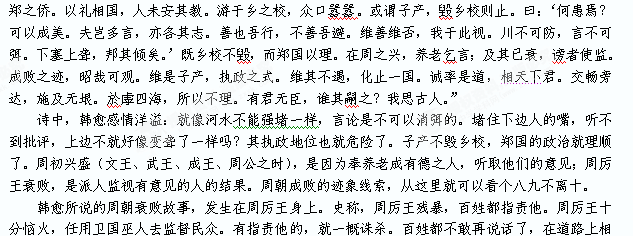 郑之侨。以礼相国，人未安其教。游于乡之校，众口嚣嚣。或谓子产，毁乡校则止。曰：‘何患焉？
可以成美。夫岂多言，亦各其志。善也吾行，不善吾避。维善维否，我于此视。川不可防，言不可
弭。下塞上聋，邦其倾矣。’既乡校不毁，而郑国以理。在周之兴，养老乞言；及其已衰，谤者使监。
成败之迹，昭哉可观。维是子产，执政之式。维其不遇，化止一国。诚率是道，相天下君。交畅旁
达，施及无垠。於虖四海，所以不理。有君无臣，谁其嗣之？我思古人。”
诗中，韩愈感情洋溢。就像河水不能强堵一样，言论是不可以消弭的。堵住下边人的嘴，听不
到批评，上边不就好像变聋了一样吗？其执政地位也就危险了。子产不毁乡校，郑国的政治就理顺
了。周初兴盛（文王、武王、成王、周公之时），是因为奉养老成有德之人，听取他们的意见；周厉
王衰败，是派人监视有意见的人的结果。周朝成败的迹象线索，从这里就可以看个八九不离十。
韩愈所说的周朝衰败故事，发生在周厉王身上。史称，周厉王残暴，百姓都指责他。周厉王十
分恼火，任用卫国巫人去监督民众。有指责他的，就一概诛杀。百姓都不敢再说话了，在道路上相